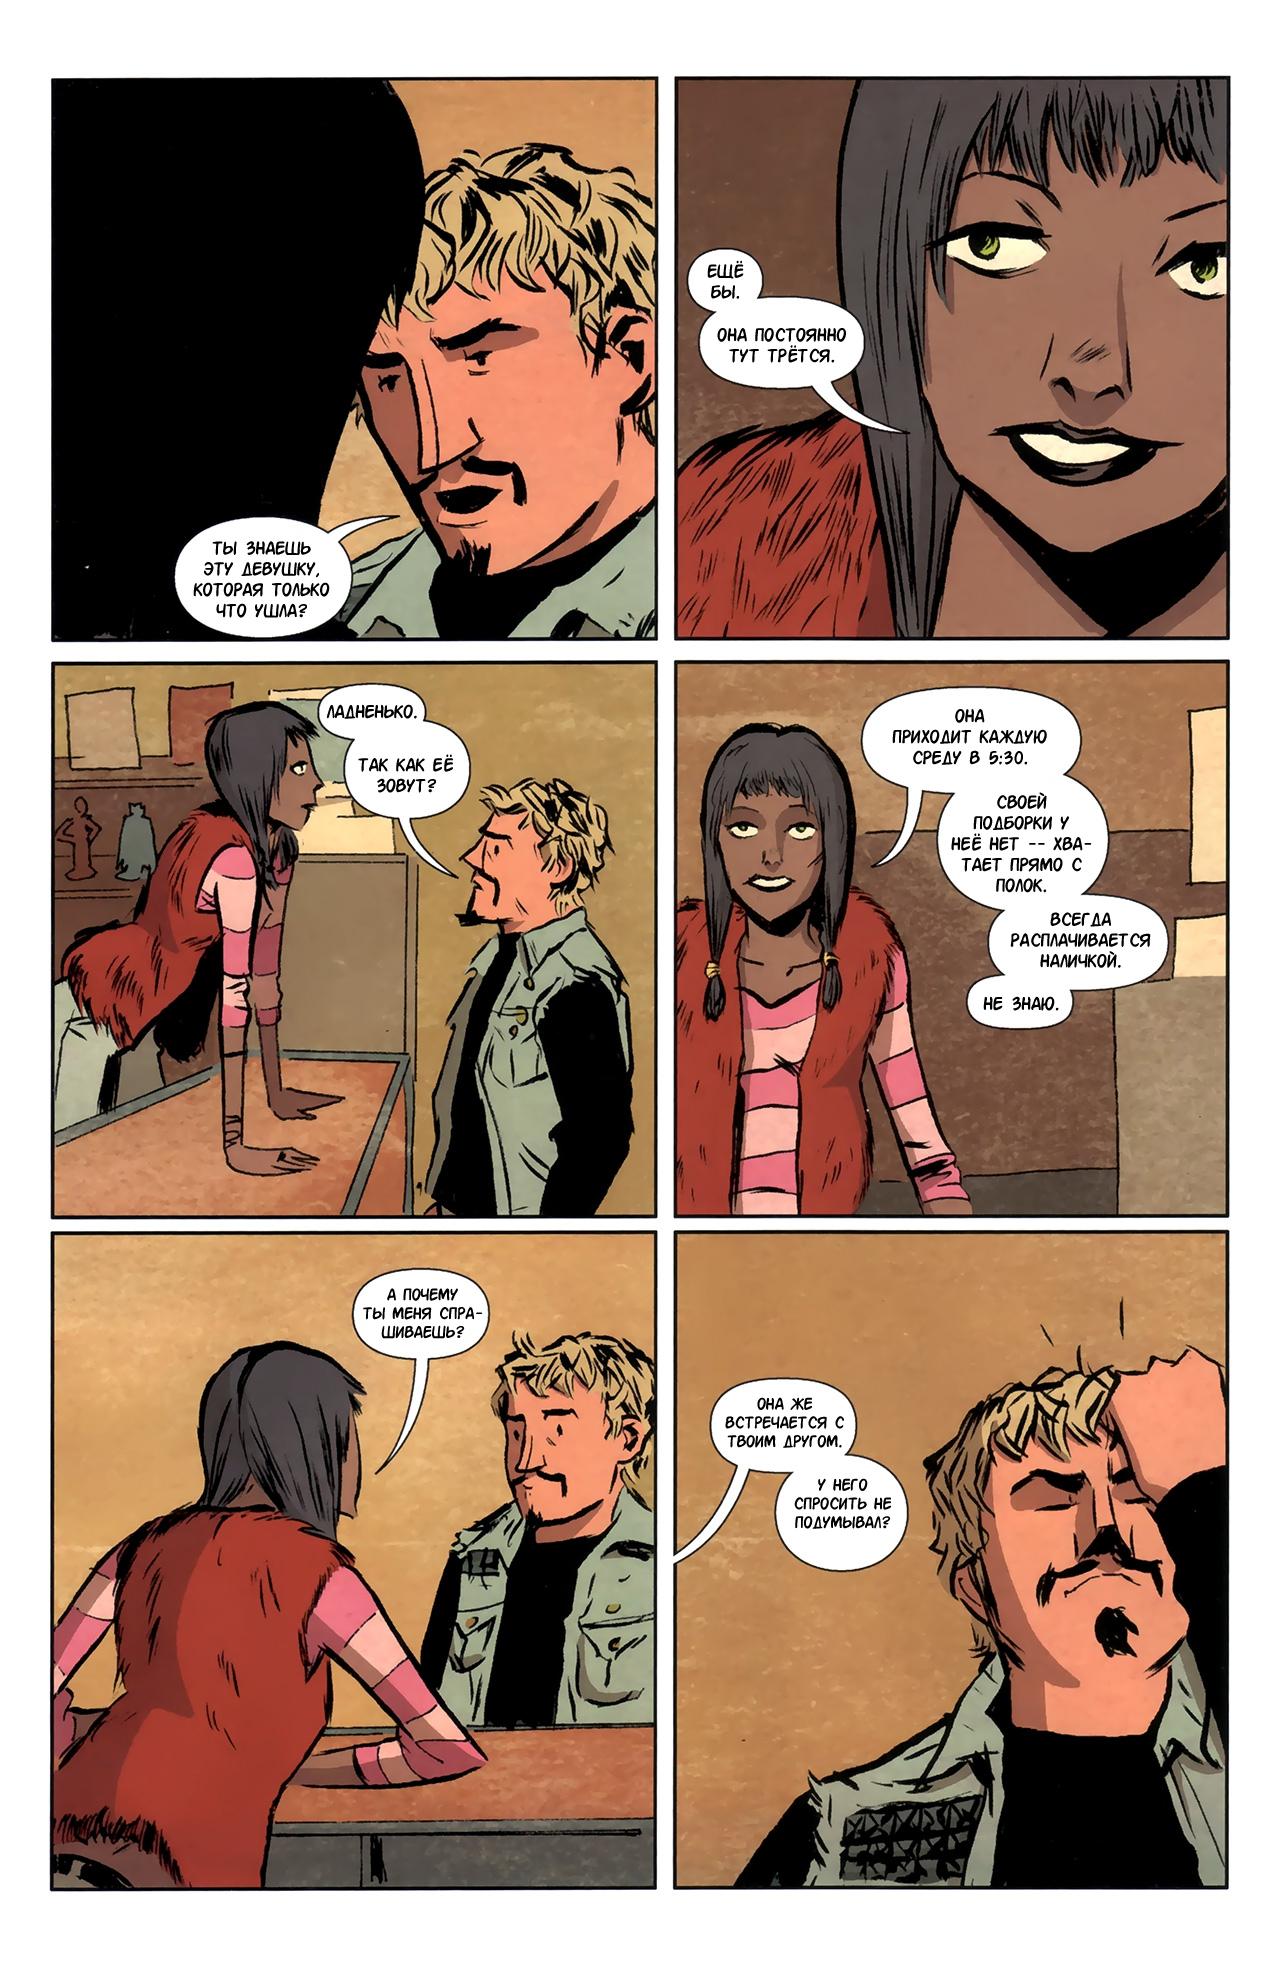 ТЫ ЗНАЕШЬ
ЭТУ ДЕВУШКУ,
КОТОРАЯ ТОЛЬКО
ЧТО УШЛА?
ЕЩЁ
БЫ.
ОНА ПОСТОЯННО
ТУТ ТРЁТСЯ.
ЛАДНЕНЬКО.
ТАК КАК ЕЁ
ЗОВУТ?
ОНА
ПРИХОДИТ КАЖДУЮ
СРЕДУ В 5:30.
СВОЕЙ
ПОДБОРКИ У
НЕЁ НЕТ -- ХВА-
ТАЕТ ПРЯМО С
ПОЛОК.
ВСЕГДА
РАСПЛАЧИВАЕТСЯ
НАЛИЧКОЙ.
НЕ ЗНАЮ.
А ПОЧЕМУ
ТЫ МЕНЯ СПРА-
ШИВАЕШЬ?
ОНА ЖЕ
ВСТРЕЧАЕТСЯ С
ТВОИМ ДРУГОМ.
У НЕГО
СПРОСИТЬ НЕ
ПОДУМЫВАЛ?